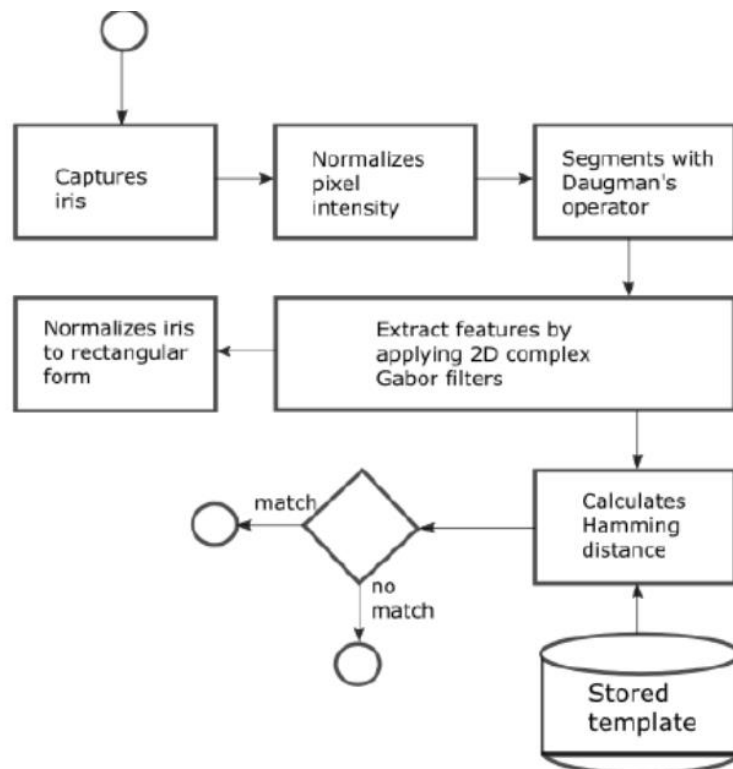 Captures
iris
Normalizes
pixel
intensity
Segments with
Daugman's
operator
Normalizes iris
to rectangular
form
Extract features by
applying 2D complex
Gabor filters
match
no
match
Calculates
Hamming
distance
Stored
template